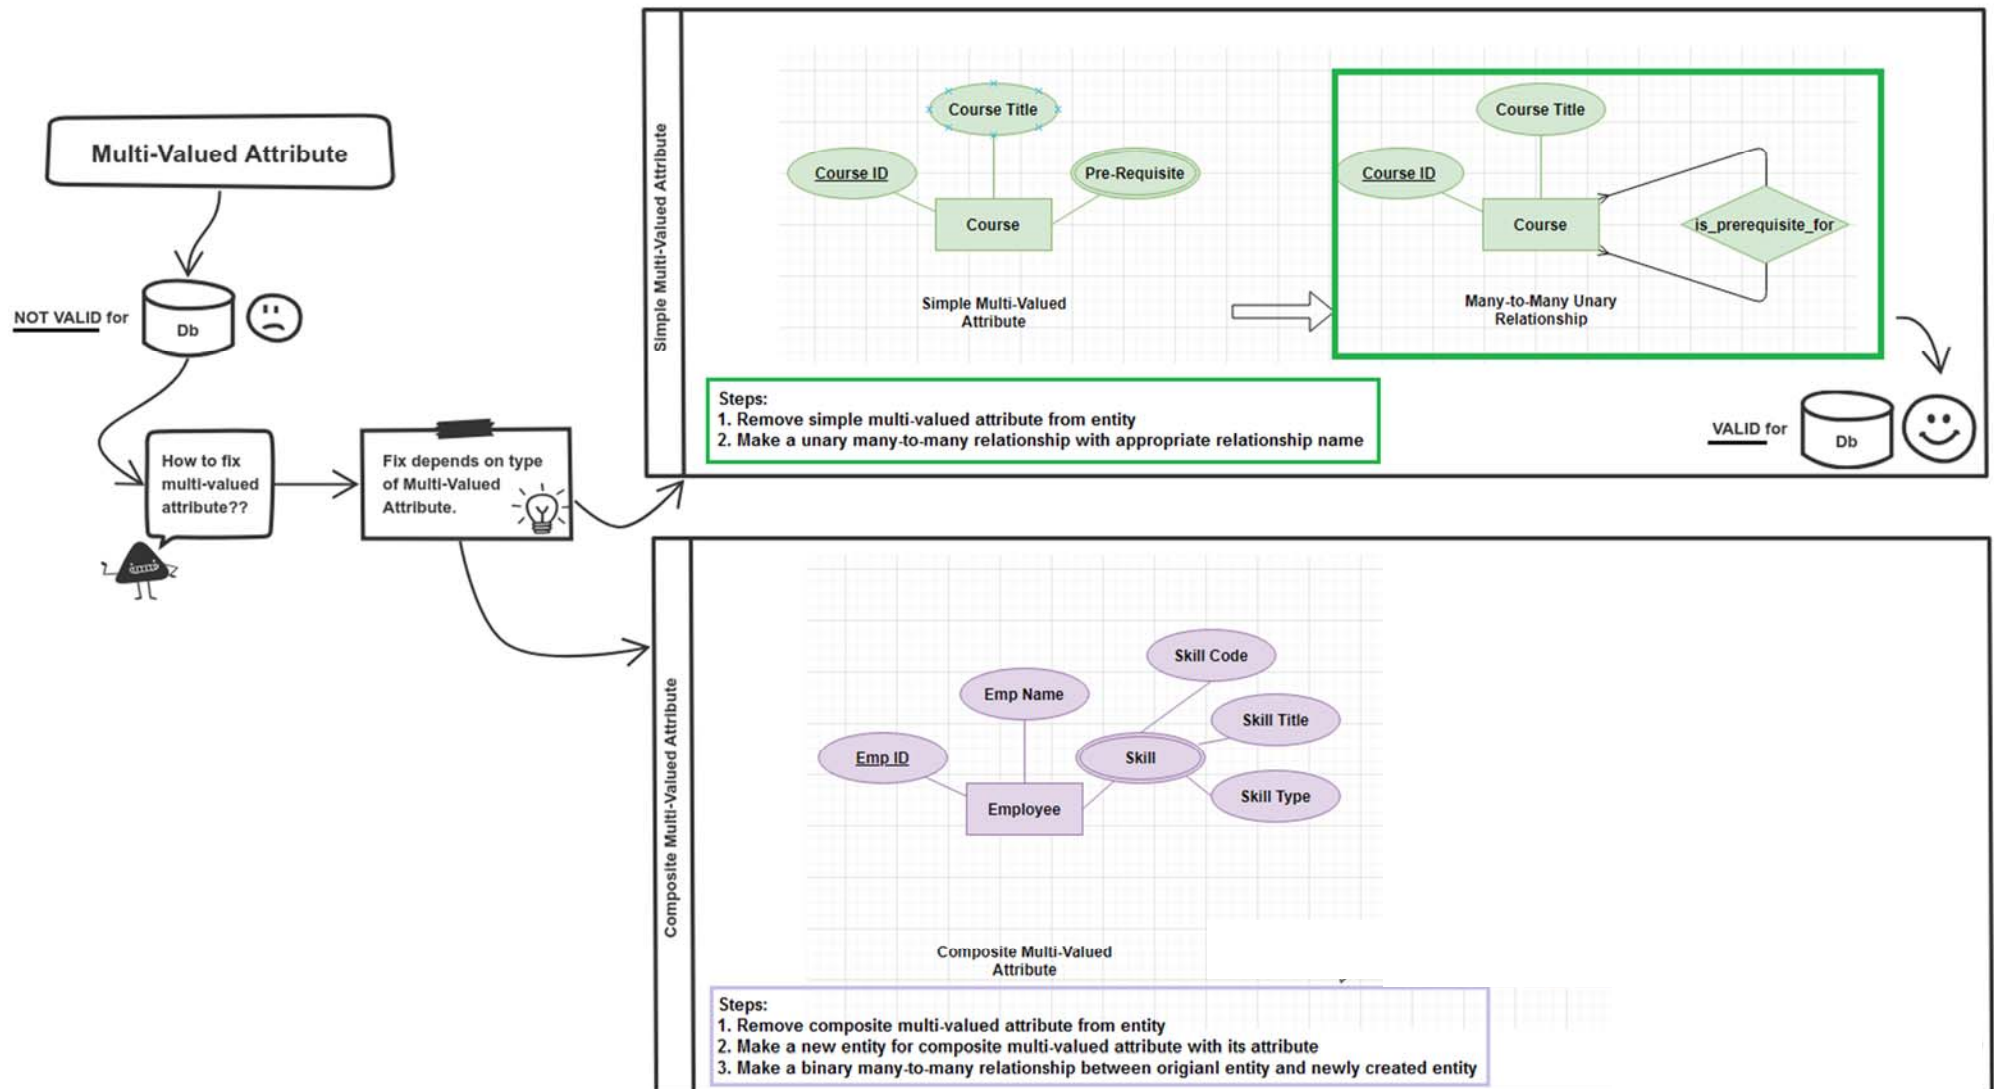 Multi-Valued Attribute
NOT VALID for
Db
How to fix
multi-valued
attribute??
Fix depends on type
of Multi-Valued
Attribute.
Simple Multi-Valued Attribute
Course Title
Course ID
Pre-Requisite
Course
Simple Multi-Valued
Attribute
Course Title
Course ID
Course
is_prerequisite_for
Many-to-Many Unary
Relationship
Steps:
1. Remove simple multi-valued attribute from entity
2. Make a unary many-to-many relationship with appropriate relationship name
VALID for
Db
Composite Multi-Valued Attribute
Skill Code
Emp Name
Skill Title
Emp ID
Skill
Skill Type
Employee
Composite Multi-Valued
Attribute
Steps:
1. Remove composite multi-valued attribute from entity
2. Make a new entity for composite multi-valued attribute with its attribute
3. Make a binary many-to-many relationship between origianl entity and newly created entity